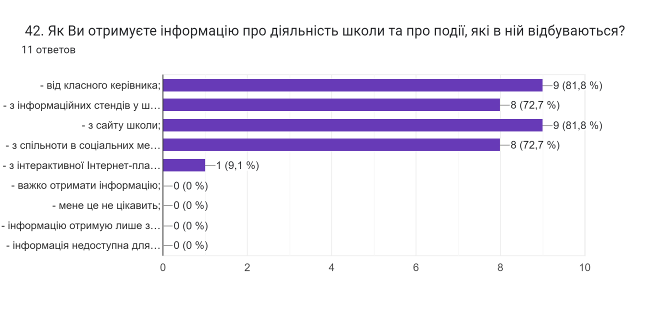 42. Як Ви отримуєте інформацію про діяльність школи та про події, які в ній відбуваються?
11 ответов
- від класного керівника;
9 (81,8 %)
- з інформаційних стендів у ш…
8 (72,7 %)
- з сайту школи;
9 (81,8 %)
- з спільноти в соціальних ме…
8 (72,7 %)
- з інтерактивної Інтернет-пла…
1 (9,1 %)
- важко отримати інформацію;
0 (0 %)
- мене це не цікавить;
0 (0 %)
- інформацію отримую лише з…
0 (0 %)
- інформація недоступна для…
0 (0 %)
0 2 4 6 8 10